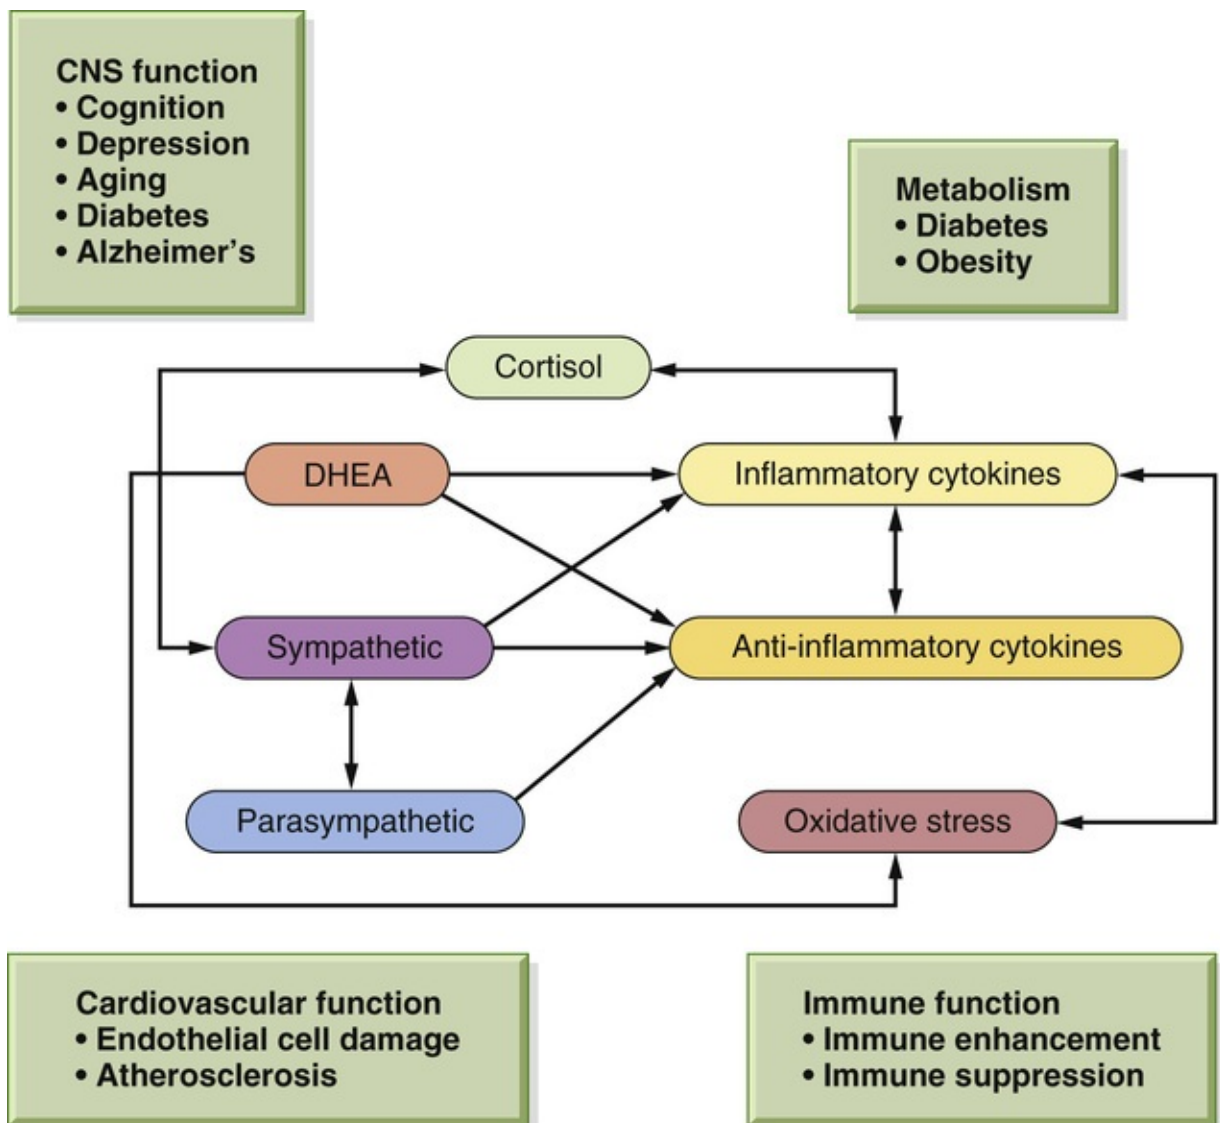 CNS function
• Cognition
• Depression
• Aging
• Diabetes
• Alzheimer’s
Metabolism
• Diabetes
• Obesity
Cortisol
DHEA
Inflammatory cytokines
Sympathetic
Anti-inflammatory cytokines
Parasympathetic
Oxidative stress
Cardiovascular function
• Endothelial cell damage
• Atherosclerosis
Immune function
• Immune enhancement
• Immune suppression